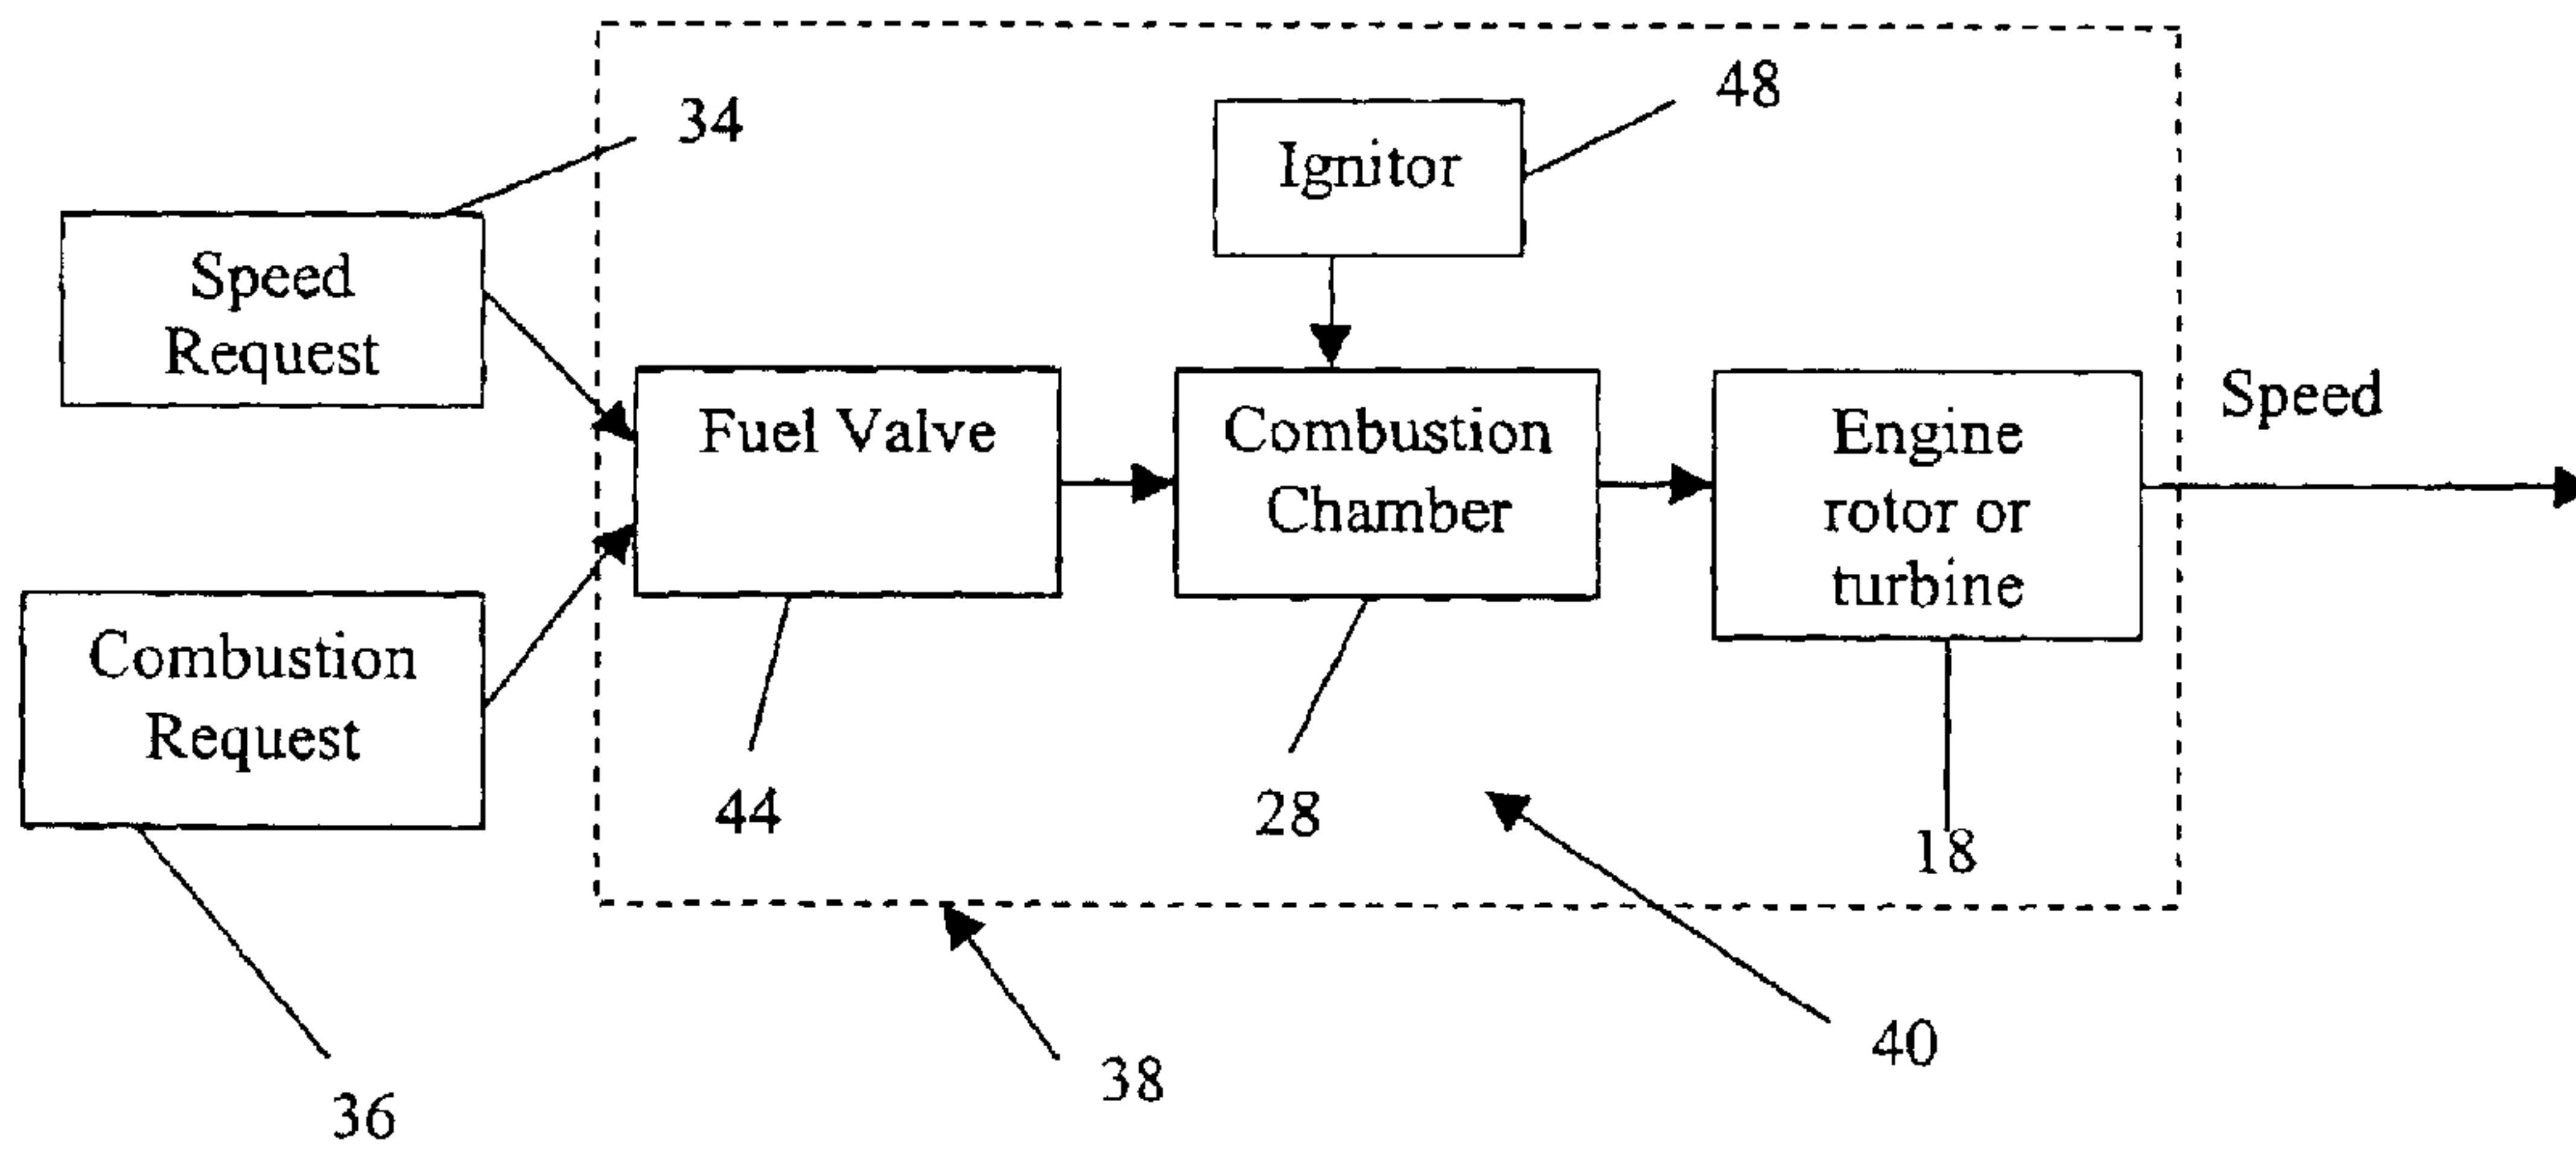 48
34
Ignitor
Speed
Request
Speed
Fuel Valve
Combustion
Chamber
Engine
rotor or
turbine
Combustion
Request
44
28
18
40
38
36